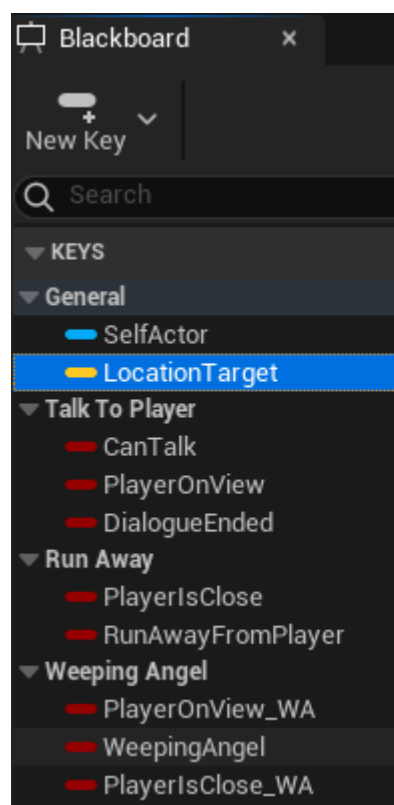 Blackboard
New Key
Search
KEYS
General
SelfActor
LocationTarget
Talk To Player
CanTalk
PlayerOnView
DialogueEnded
Run Away
PlayerIsClose
RunAwayFromPlayer
Weeping Angel
PlayerOnView_WA
WeepingAngel
PlayerIsClose_WA